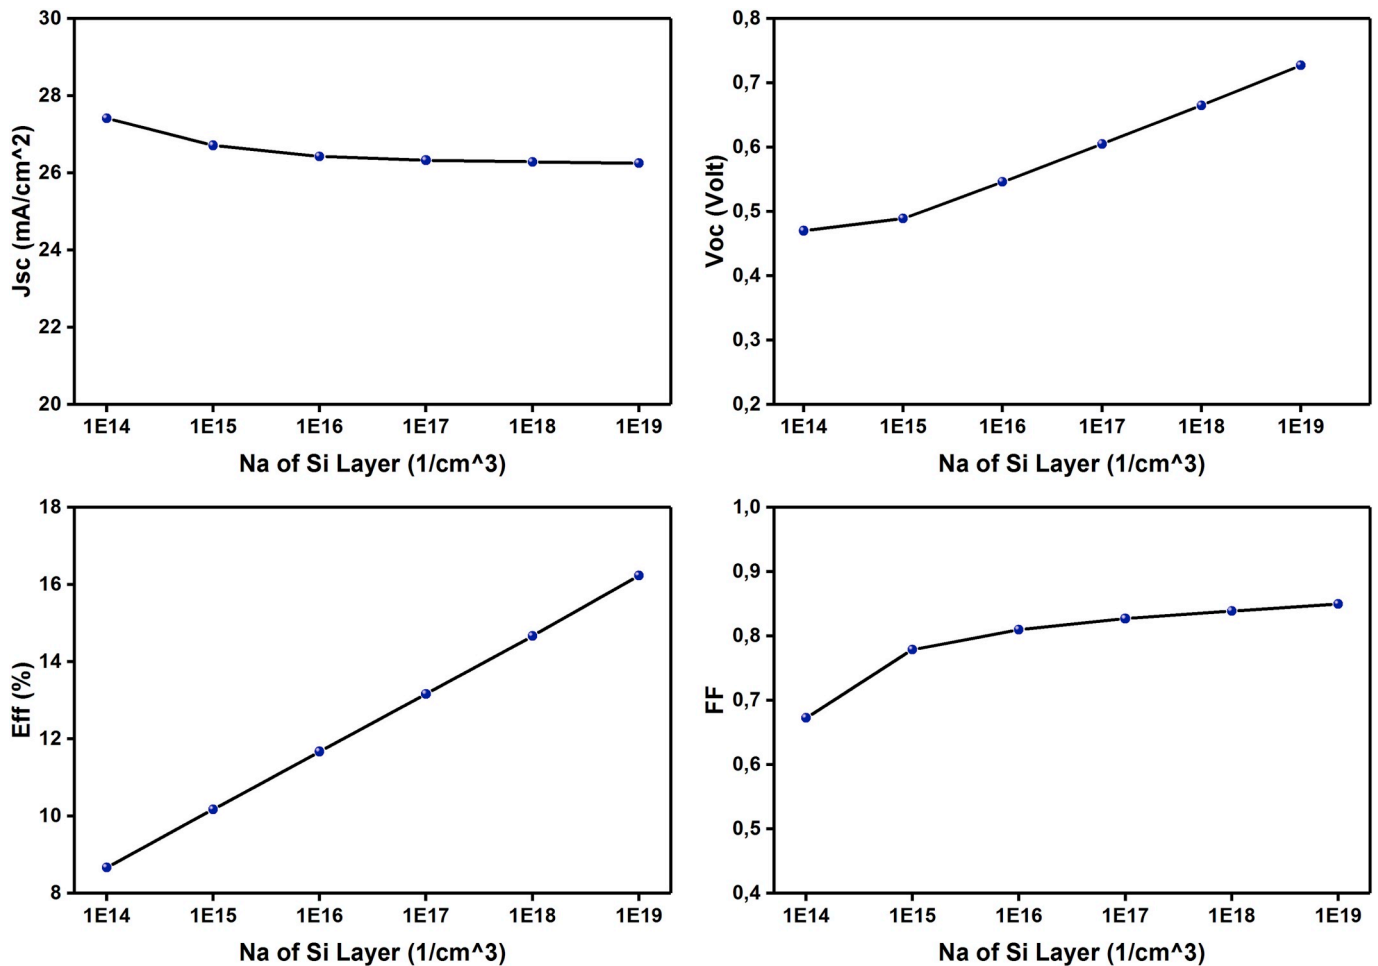 30
28
26
24
22
20
Jsc (mA/cm^2)
1E14 1E15 1E16 1E17 1E18 1E19
Na of Si Layer (1/cm^3)
0,8
0,7
0,6
0,5
0,4
0,3
0,2
Voc (Volt)
1E14 1E15 1E16 1E17 1E18 1E19
Na of Si Layer (1/cm^3)
18
16
14
12
10
8
Eff (%)
1E14 1E15 1E16 1E17 1E18 1E19
Na of Si Layer (1/cm^3)
1,0
0,9
0,8
0,7
0,6
0,5
0,4
FF
1E14 1E15 1E16 1E17 1E18 1E19
Na of Si Layer (1/cm^3)